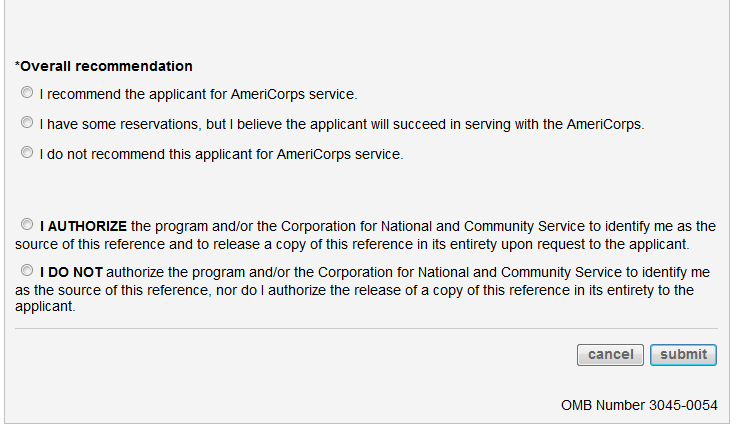 *Overall recommendation
I recommend the applicant for AmeriCorps service.
I have some reservations, but I believe the applicant will succeed in serving with the AmeriCorps.
I do not recommend this applicant for AmeriCorps service.
I AUTHORIZE the program and/or the Corporation for National and Community Service to identify me as the
source of this reference and to release a copy of this reference in its entirety upon request to the applicant.
I DO NOT authorize the program and/or the Corporation for National and Community Service to identify me
as the source of this reference, nor do I authorize the release of a copy of this reference in its entirety to the
applicant.
cancel submit
OMB Number 3045-0054